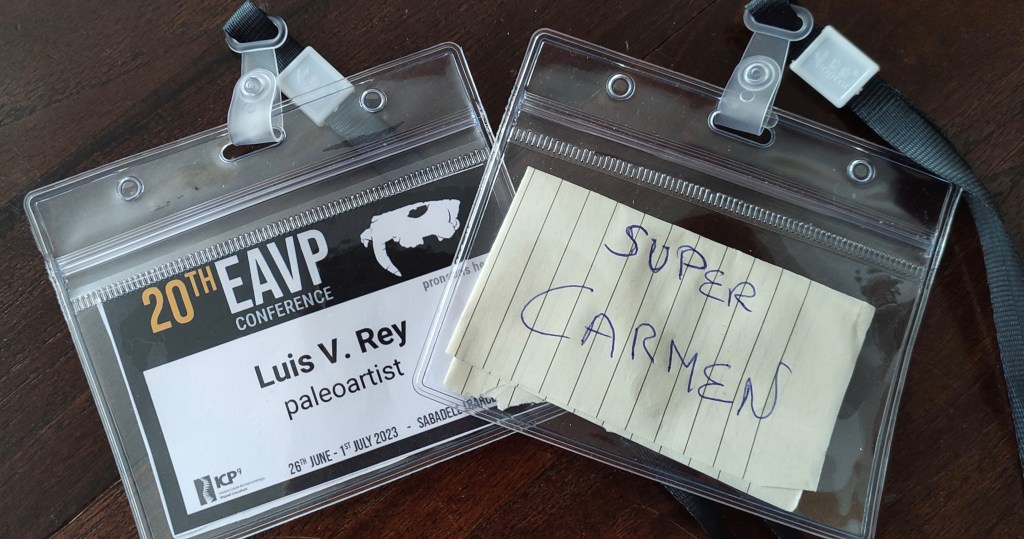 20TH EAVP
CONFERENCE
Luis V. Rey
paleoartist
26TH JUNE - 1ST JULY 2023 - SABADELL
ICP
SUPER
CARMEN